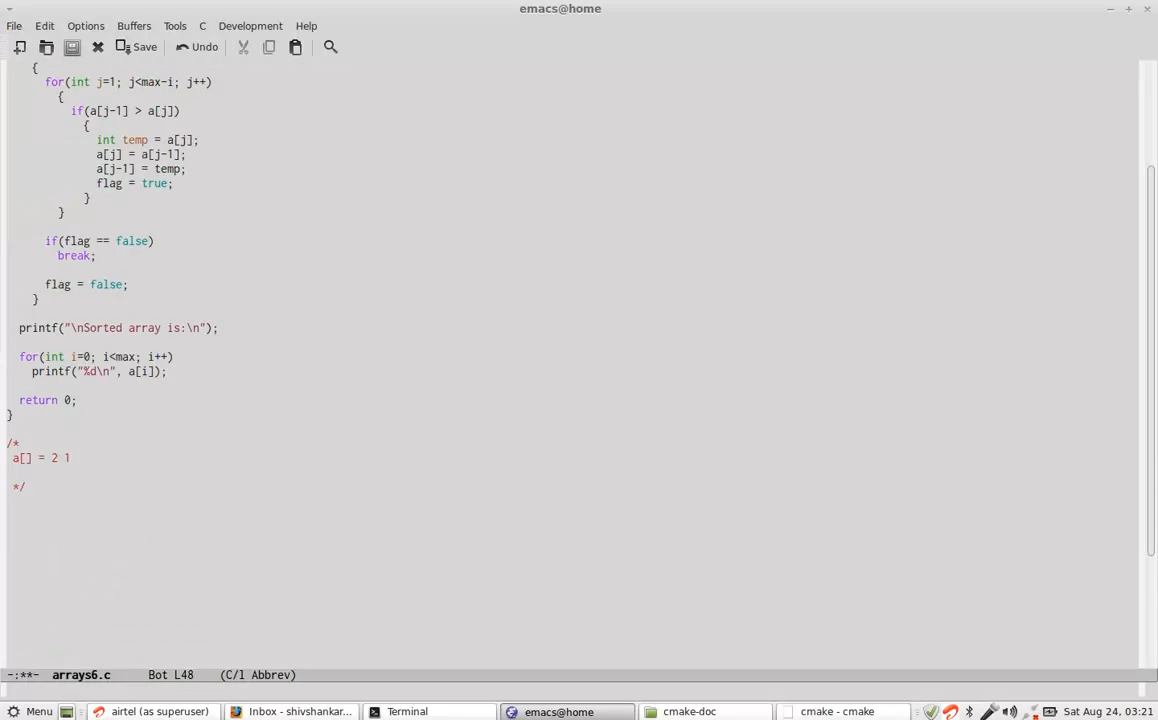 emacs@home
File Edit Options Buffers Tools C Development Help
Save Undo
{
for(int j=1; j<max-i; j++)
{
if(a[j-1] > a[j])
{
int temp = a[j];
a[j] = a[j-1];
a[j-1] = temp;
flag = true;
}
}
if(flag == false)
break;
flag = false;
}
printf("\nSorted array is:\n");
for(int i=0; i<max; i++)
printf("%d\n", a[i]);
return 0;
}
/*
a[] = 2 1
*/
-:**- arrays6.c Bot L48 (C/l Abbrev)
Menu airtel (as superuser) Inbox - shivshankar... Terminal emacs@home cmake-doc cmake - cmake Sat Aug 24, 03:21